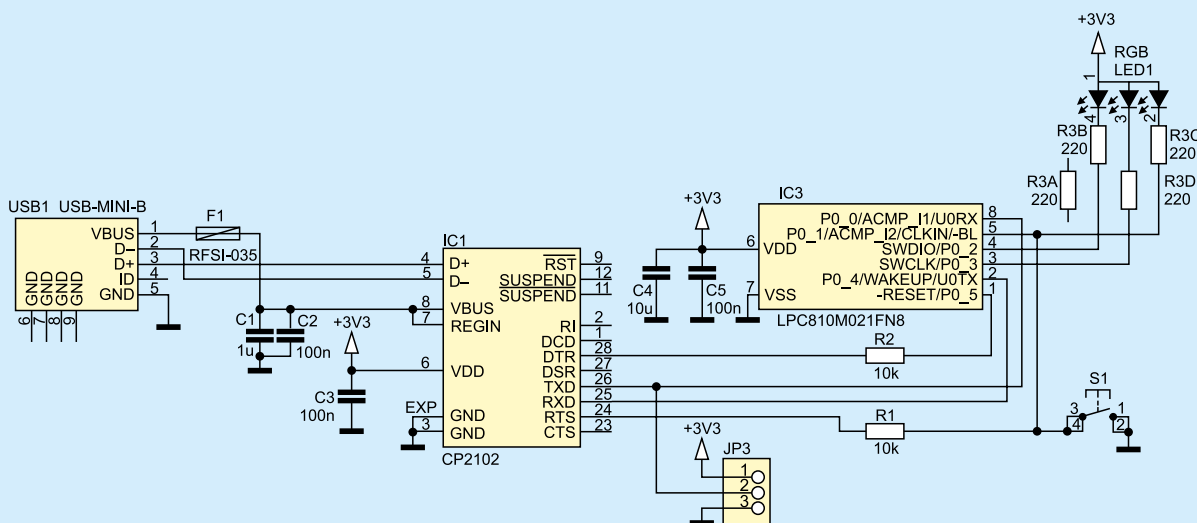 +3V3
RGB
LED1
1
4
3
2
R3B
220
R3C
220
R3A
220
R3D
220
USB1 USB-MINI-B
VBUS 1
D– 2
D+ 3
ID 4
GND 5
GND GND GND GND
6 7 8 9
F1
RFSI-035
C1
1u
C2
100n
+3V3
C3
100n
IC1
4 D+
5 D–
8 VBUS
7 REGIN
6 VDD
EXP GND
3 GND
RST 9
SUSPEND 12
SUSPEND 11
RI 2
DCD 1
DTR 28
DSR 27
TXD 26
RXD 25
RTS 24
CTS 23
CP2102
+3V3
C4
10u
C5
100n
IC3
6 VDD
7 VSS
P0_0/ACMP_I1/U0RX 8
P0_1/ACMP_I2/CLKIN/-BL 5
SWDIO/P0_2 4
SWCLK/P0_3 3
P0_4/WAKEUP/U0TX 2
-RESET/P0_5 1
LPC810M021FN8
R2
10k
R1
10k
S1
3 1
4 2
+3V3
JP3
1
2
3